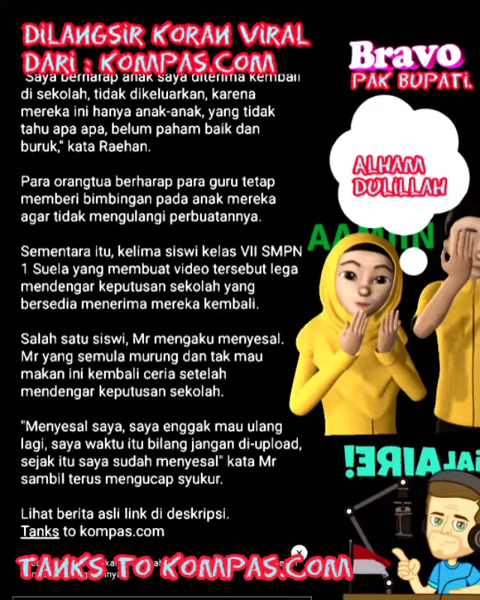 DILANGSIR KORAN VIRAL
DARI : KOMPAS.COM
"Saya berharap anak saya diterima kembali
di sekolah, tidak dikeluarkan, karena
mereka ini hanya anak-anak, yang tidak
tahu apa apa, belum paham baik dan
buruk," kata Raehan.
Para orangtua berharap para guru tetap
memberi bimbingan pada anak mereka
agar tidak mengulangi perbuatannya.
Sementara itu, kelima siswi kelas VII SMPN
1 Suela yang membuat video tersebut lega
mendengar keputusan sekolah yang
bersedia menerima mereka kembali.
Salah satu siswi, Mr mengaku menyesal.
Mr yang semula murung dan tak mau
makan ini kembali ceria setelah
mendengar keputusan sekolah.
"Menyesal saya, saya enggak mau ulang
lagi, saya waktu itu bilang jangan di-upload,
sejak itu saya sudah menyesal" kata Mr
sambil terus mengucap syukur.
Lihat berita asli link di deskripsi.
Tanks to kompas.com
TANKS TO KOMPAS.COM
Bravo
PAK BUPATI.
ALHAM
DULILLAH